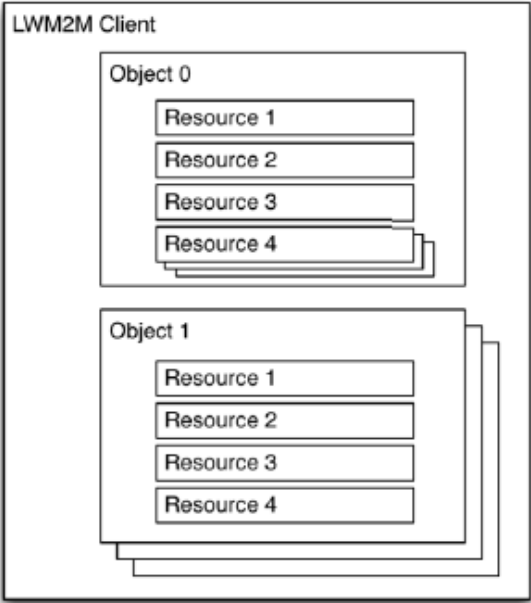 LWM2M Client
Object 0
Resource 1
Resource 2
Resource 3
Resource 4
Object 1
Resource 1
Resource 2
Resource 3
Resource 4